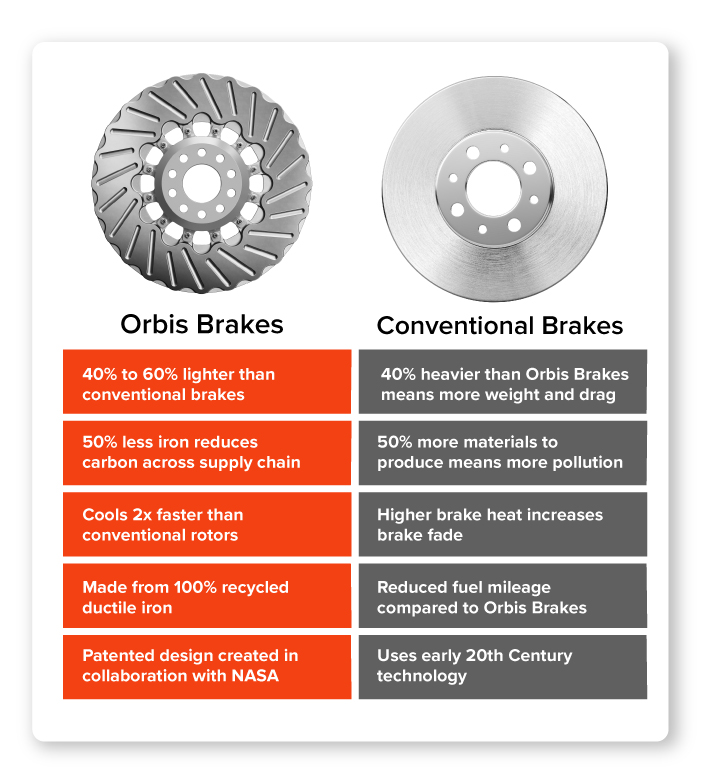 Orbis Brakes
Conventional Brakes
40% to 60% lighter than
conventional brakes
40% heavier than Orbis Brakes
means more weight and drag
50% less iron reduces
carbon across supply chain
50% more materials to
produce means more pollution
Cools 2x faster than
conventional rotors
Higher brake heat increases
brake fade
Made from 100% recycled
ductile iron
Reduced fuel mileage
compared to Orbis Brakes
Patented design created in
collaboration with NASA
Uses early 20th Century
technology